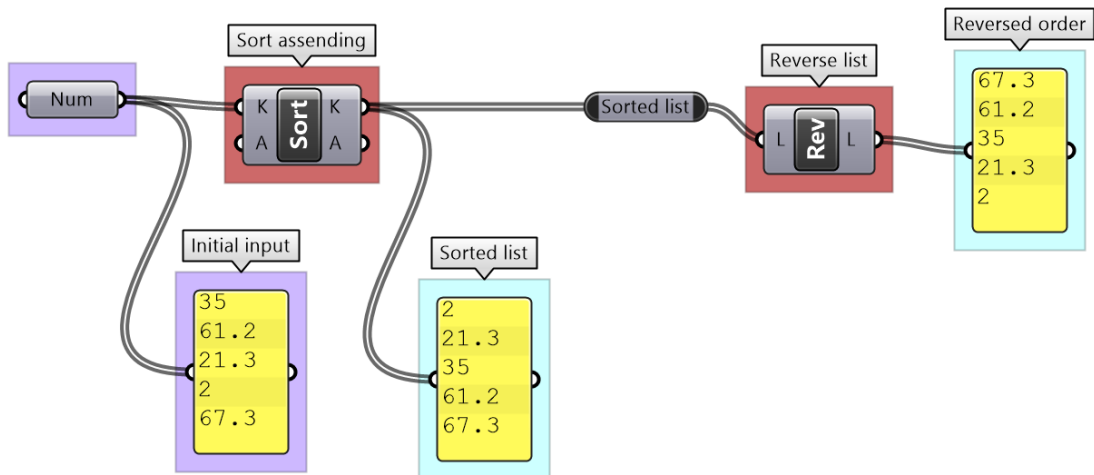 Num
Sort assending
K
A
Sort
K
A
Initial input
35
61.2
21.3
2
67.3
Sorted list
2
21.3
35
61.2
67.3
Sorted list
Reverse list
L
Rev
L
Reversed order
67.3
61.2
35
21.3
2